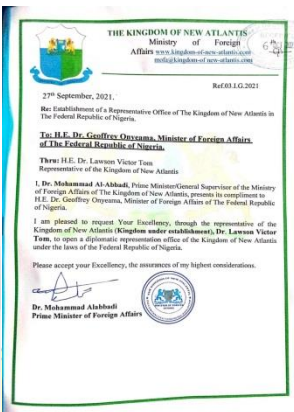 THE KINGDOM OF NEW ATLANTIS
Ministry of Foreign
Affairs www.kingdom-of-new-atlantis.com
mofa@kingdom-of-new-atlantis.com
Ref.03.I.G.2021
27th September, 2021.
Re: Establishment of a Representative Office of The Kingdom of New Atlantis in
The Federal Republic of Nigeria.
To: H.E. Dr. Geoffrey Onyeama, Minister of Foreign Affairs
of The Federal Republic of Nigeria.
Thru: H.E. Dr. Lawson Victor Tom
Representative of the Kingdom of New Atlantis
I, Dr. Mohammad Al-Abbadi, Prime Minister/General Supervisor of the Ministry
of Foreign Affairs of The Kingdom of New Atlantis, presents its compliment to
H.E. Dr. Geoffrey Onyeama, Minister of Foreign Affairs of The Federal Republic
of Nigeria.
I am pleased to request Your Excellency, through the representative of the
Kingdom of New Atlantis (Kingdom under establishment), Dr. Lawson Victor
Tom, to open a diplomatic representation office of the Kingdom of New Atlantis
under the laws of the Federal Republic of Nigeria.
Please accept your Excellency, the assurances of my highest considerations.
Dr. Mohammad Alabbadi
Prime Minister of Foreign Affairs